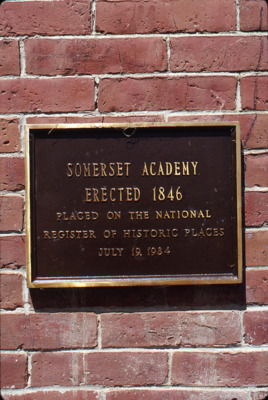 SOMERSET ACADEMY
ERECTED 1846
PLACED ON THE NATIONAL
REGISTER OF HISTORIC PLACES
JULY 19, 1984